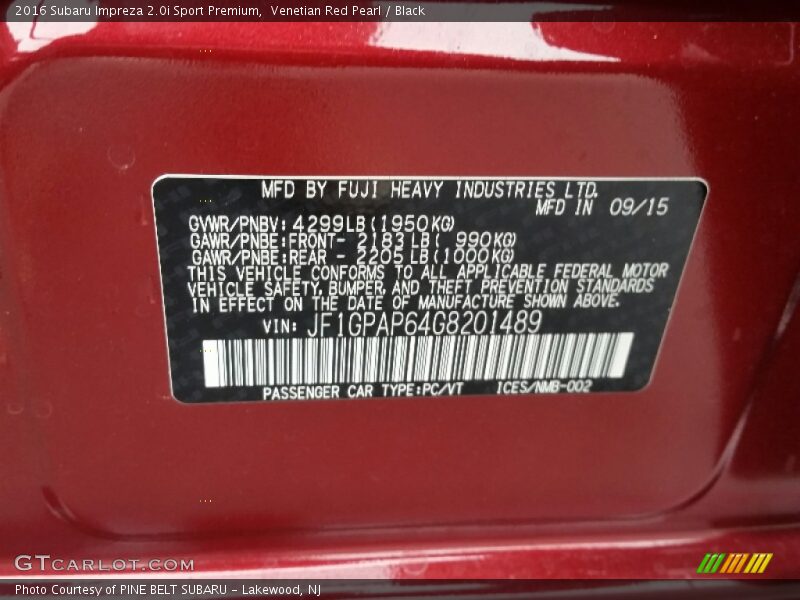 2016 Subaru Impreza 2.0i Sport Premium, Venetian Red Pearl / Black
MFD BY FUJI HEAVY INDUSTRIES LTD.
MFD IN 09/15
GVWR/PNBV: 4299LB(1950KG)
GAWR/PNBE:FRONT- 2183LB( 990KG)
GAWR/PNBE:REAR - 2205LB(1000KG)
THIS VEHICLE CONFORMS TO ALL APPLICABLE FEDERAL MOTOR
VEHICLE SAFETY, BUMPER, AND THEFT PREVENTION STANDARDS
IN EFFECT ON THE DATE OF MANUFACTURE SHOWN ABOVE.
VIN: JF1GPAP64G8201489
PASSENGER CAR TYPE:PC/VT ICES/NMB-002
GTCARLOT.COM
Photo Courtesy of PINE BELT SUBARU - Lakewood, NJ